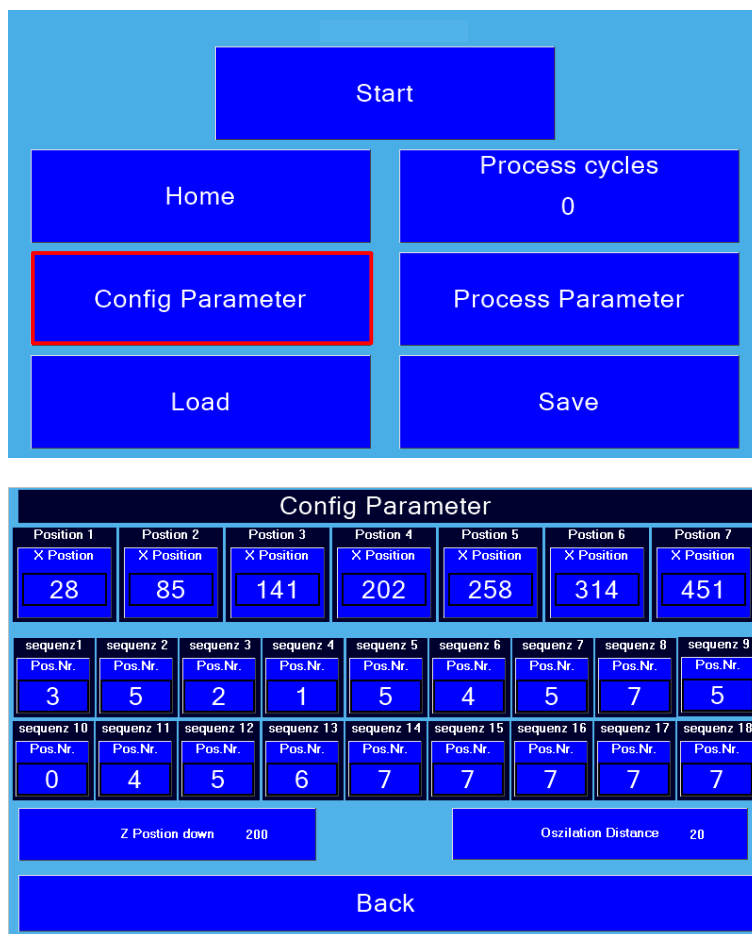 Start
Home
Process cycles
0
Config Parameter
Process Parameter
Load
Save
Config Parameter
Postion 1 Postion 2 Postion 3 Postion 4 Postion 5 Postion 6 Postion 7
X Postion X Position X Position X Position X Position X Position X Position
28 85 141 202 258 314 451
sequenz1 sequenz 2 sequenz 3 sequenz 4 sequenz 5 sequenz 6 sequenz 7 sequenz 8 sequenz 9
Pos.Nr. Pos.Nr. Pos.Nr. Pos.Nr. Pos.Nr. Pos.Nr. Pos.Nr. Pos.Nr. Pos.Nr.
3 5 2 1 5 4 5 7 5
sequenz 10 sequenz 11 sequenz 12 sequenz 13 sequenz 14 sequenz 15 sequenz 16 sequenz 17 sequenz 18
Pos.Nr. Pos.Nr. Pos.Nr. Pos.Nr. Pos.Nr. Pos.Nr. Pos.Nr. Pos.Nr. Pos.Nr.
0 4 5 6 7 7 7 7 7
Z Postion down 200
Oszilation Distance 20
Back